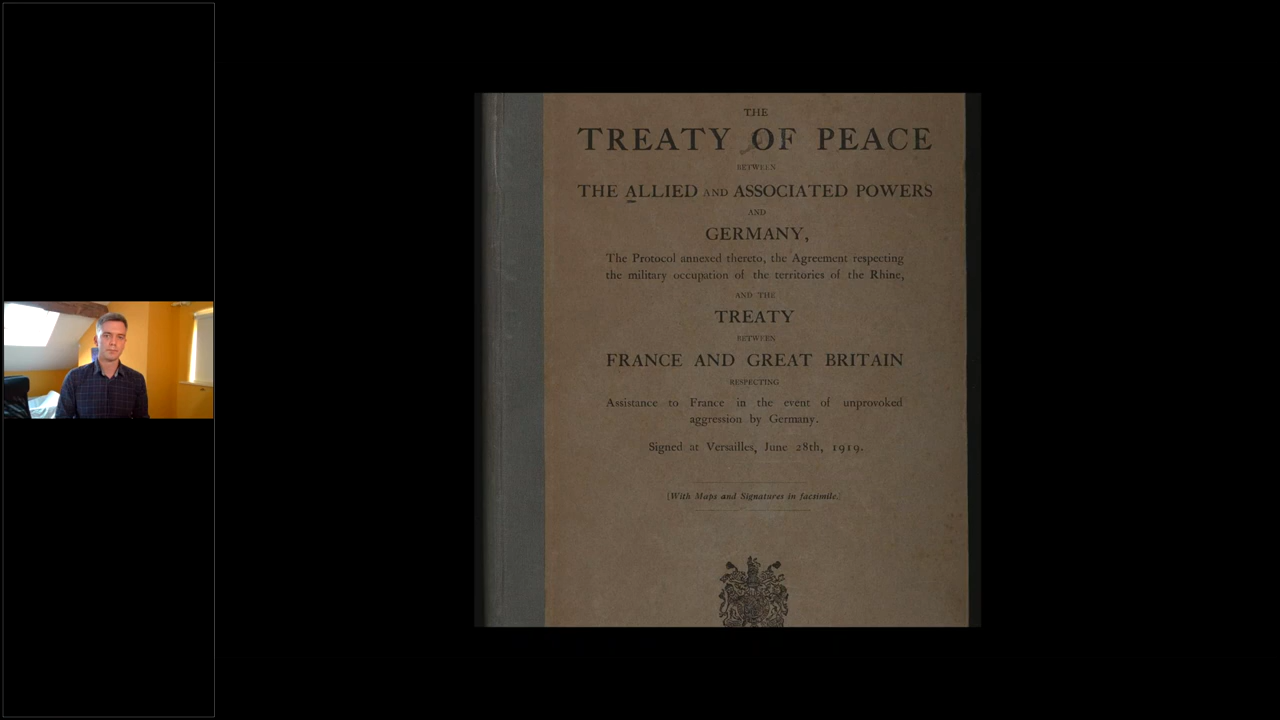 THE
TREATY OF PEACE
BETWEEN
THE ALLIED AND ASSOCIATED POWERS
AND
GERMANY,
The Protocol annexed thereto, the Agreement respecting
the military occupation of the territories of the Rhine,
AND THE
TREATY
BETWEEN
FRANCE AND GREAT BRITAIN
RESPECTING
Assistance to France in the event of unprovoked
aggression by Germany.
Signed at Versailles, June 28th, 1919.
(With Maps and Signatures in facsimile.)